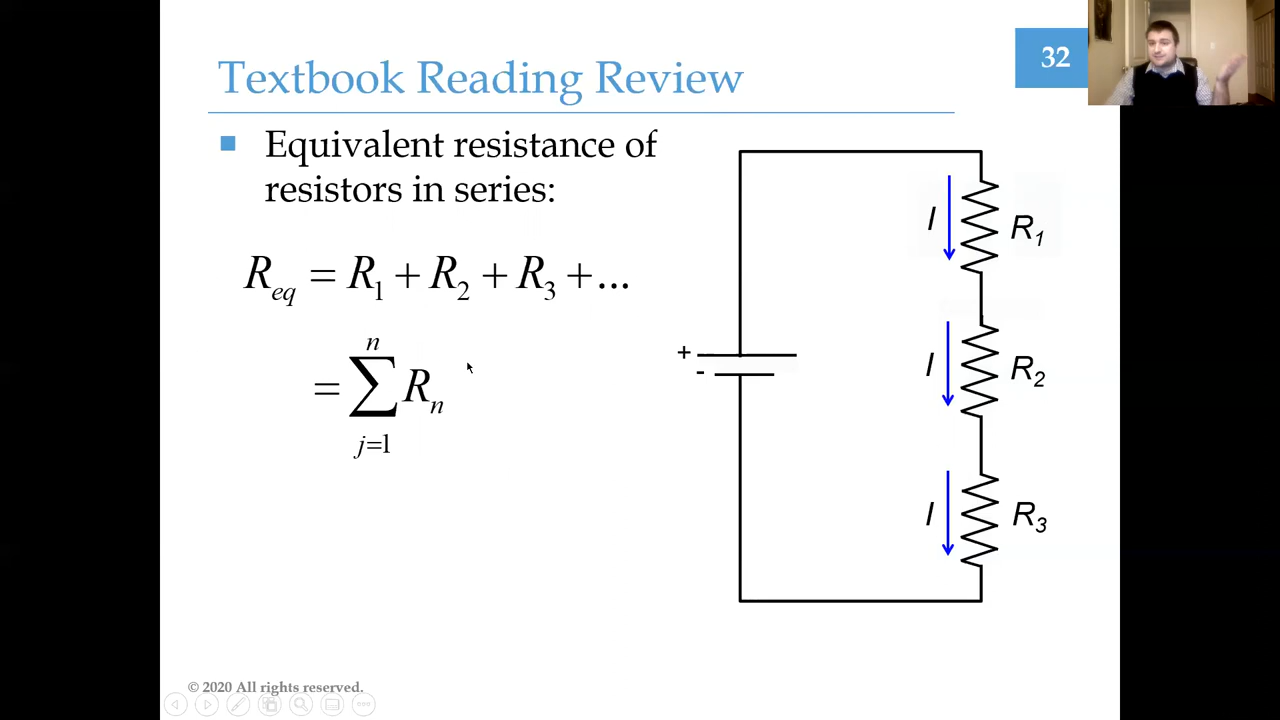 Textbook Reading Review
32
Equivalent resistance of
resistors in series:
R_eq = R_1 + R_2 + R_3 + ...
n
= ∑ R_n
j=1
+
-
I R_1
I R_2
I R_3
© 2020 All rights reserved.